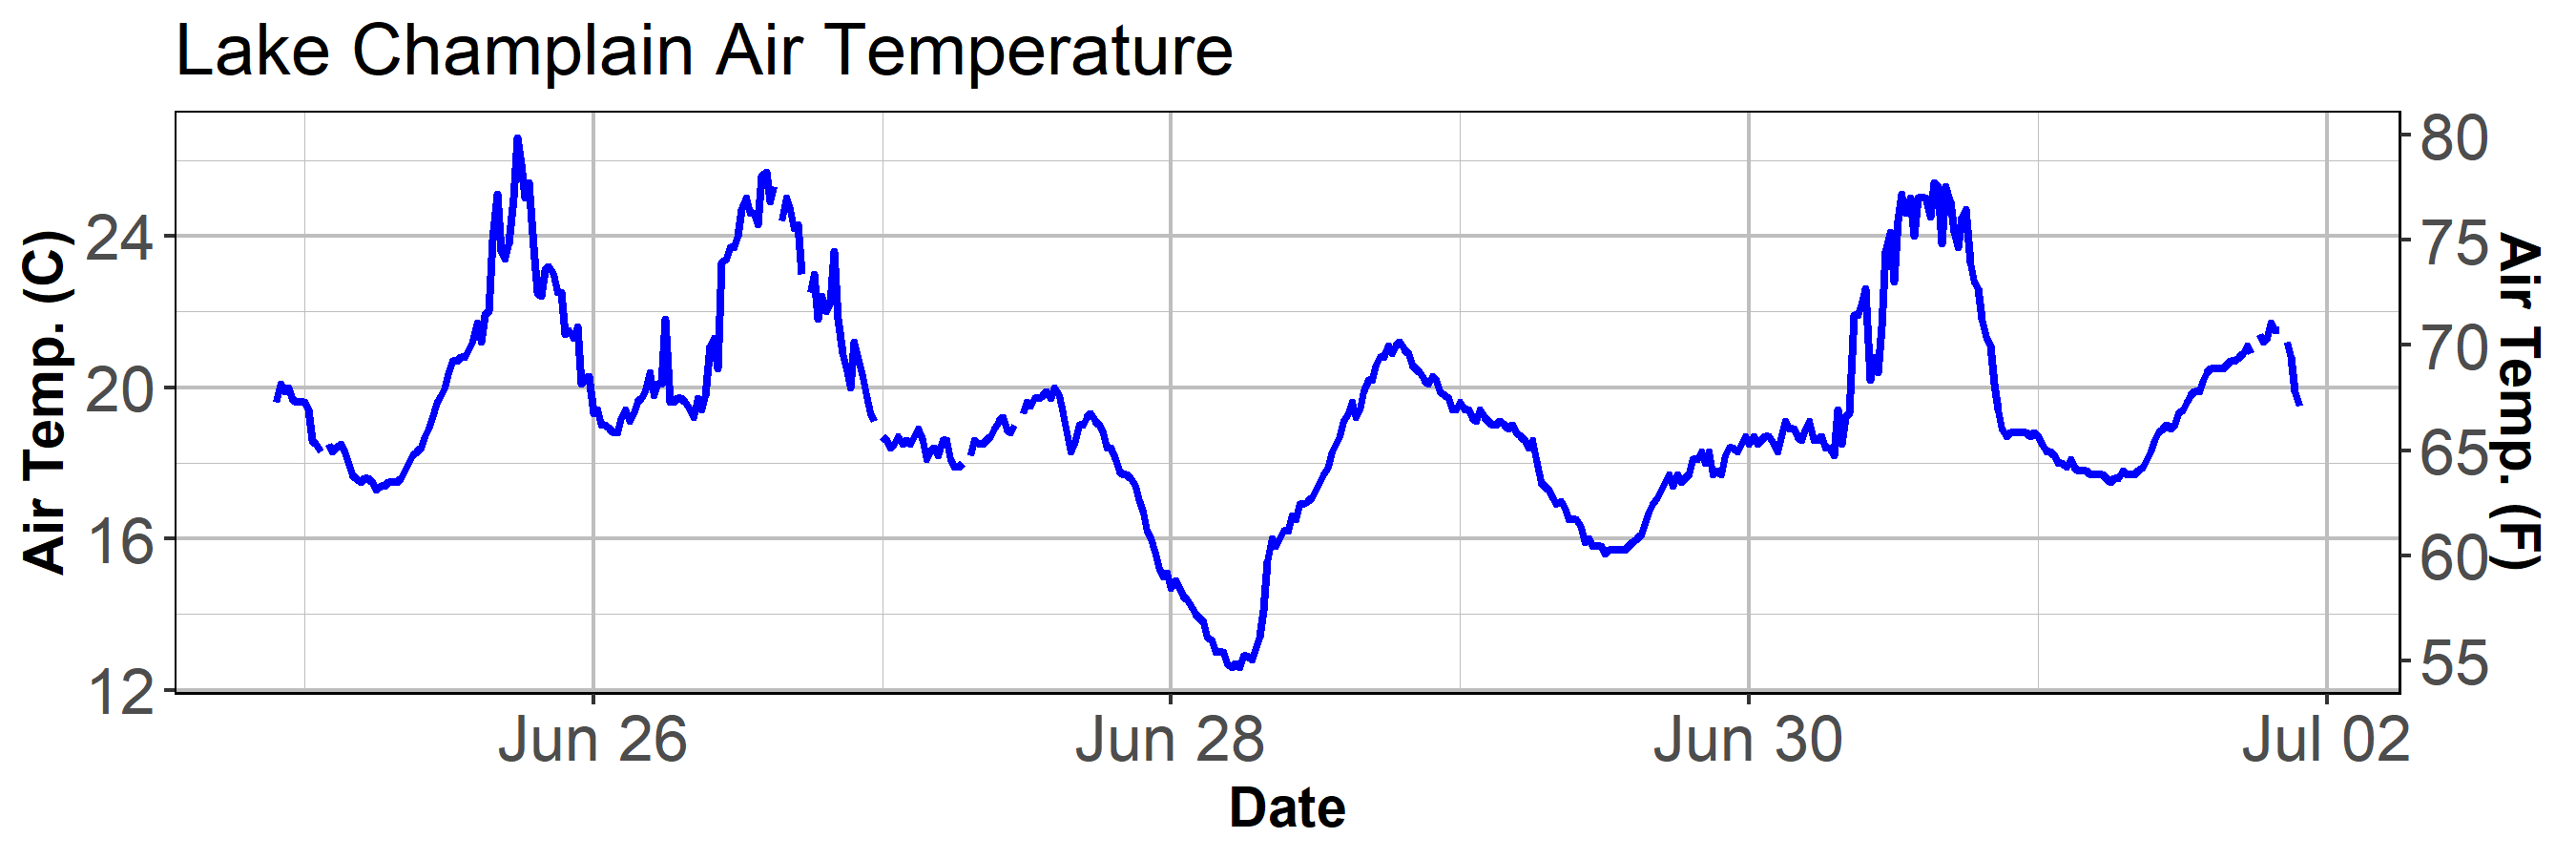 Lake Champlain Air Temperature
Air Temp. (C)
24
20
16
12
80
75
70
65
60
55
Air Temp. (F)
Jun 26
Jun 28
Jun 30
Jul 02
Date